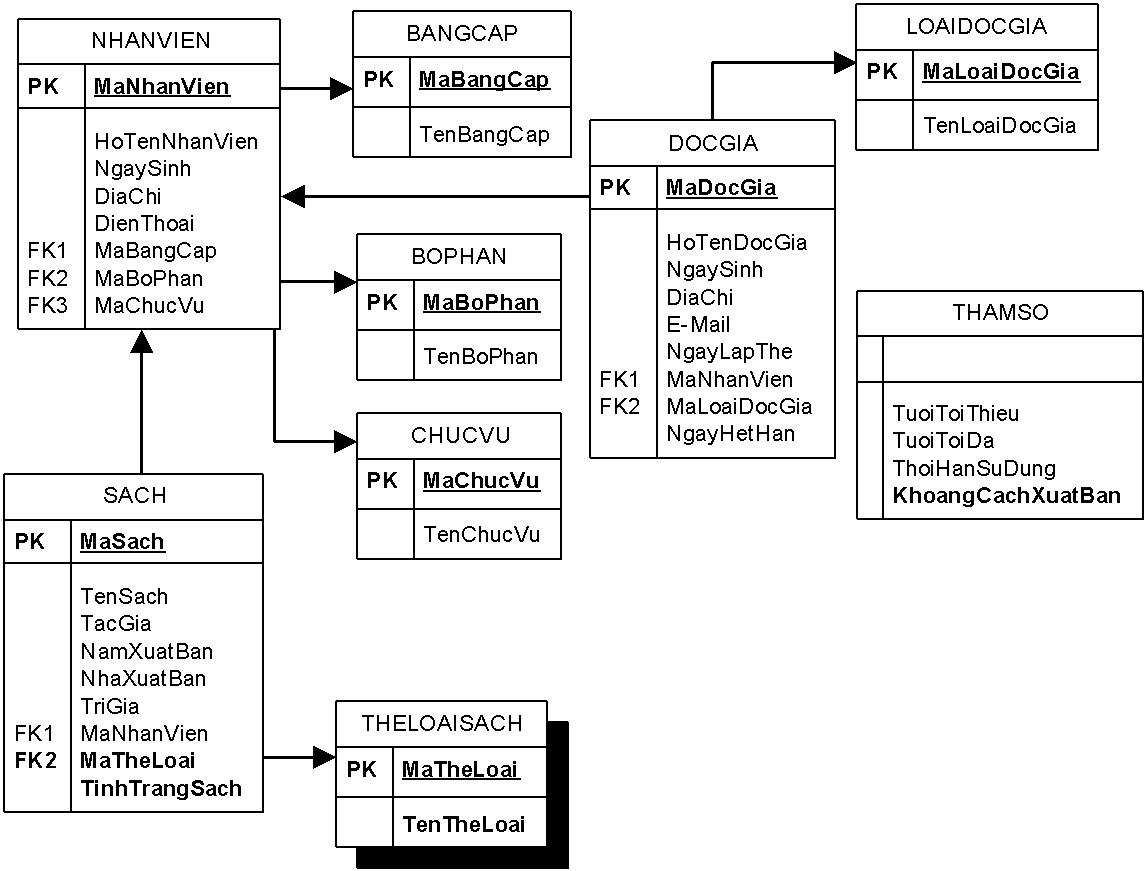 NHANVIEN
PK MaNhanVien
HoTenNhanVien
NgaySinh
DiaChi
DienThoai
FK1 MaBangCap
FK2 MaBoPhan
FK3 MaChucVu
BANGCAP
PK MaBangCap
TenBangCap
LOAIDOCGIA
PK MaLoaiDocGia
TenLoaiDocGia
DOCGIA
PK MaDocGia
HoTenDocGia
NgaySinh
DiaChi
E-Mail
NgayLapThe
FK1 MaNhanVien
FK2 MaLoaiDocGia
NgayHetHan
BOPHAN
PK MaBoPhan
TenBoPhan
THAMSO
TuoiToiThieu
TuoiToiDa
ThoiHanSuDung
KhoangCachXuatBan
CHUCVU
PK MaChucVu
TenChucVu
SACH
PK MaSach
TenSach
TacGia
NamXuatBan
NhaXuatBan
TriGia
FK1 MaNhanVien
FK2 MaTheLoai
TinhTrangSach
THELOAISACH
PK MaTheLoai
TenTheLoai